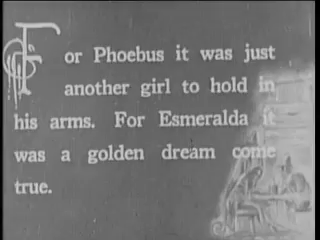 For Phoebus it was just
another girl to hold in
his arms. For Esmeralda it
was a golden dream come
true.